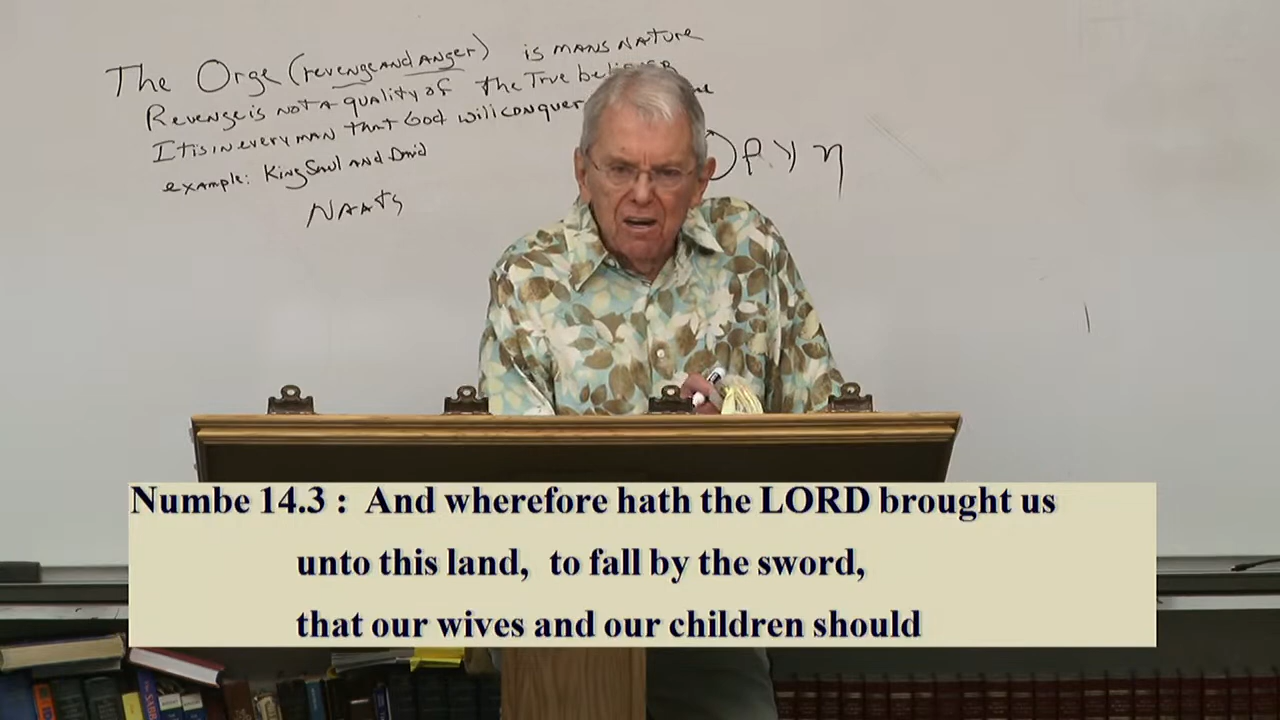 The Orge (revenge and anger) is mans nature
Revenge is not a quality of the True believer
It is in every man that God will conquer
example: King Saul and David
NAATS
Οργη
Numbe 14.3 : And wherefore hath the LORD brought us
unto this land, to fall by the sword,
that our wives and our children should